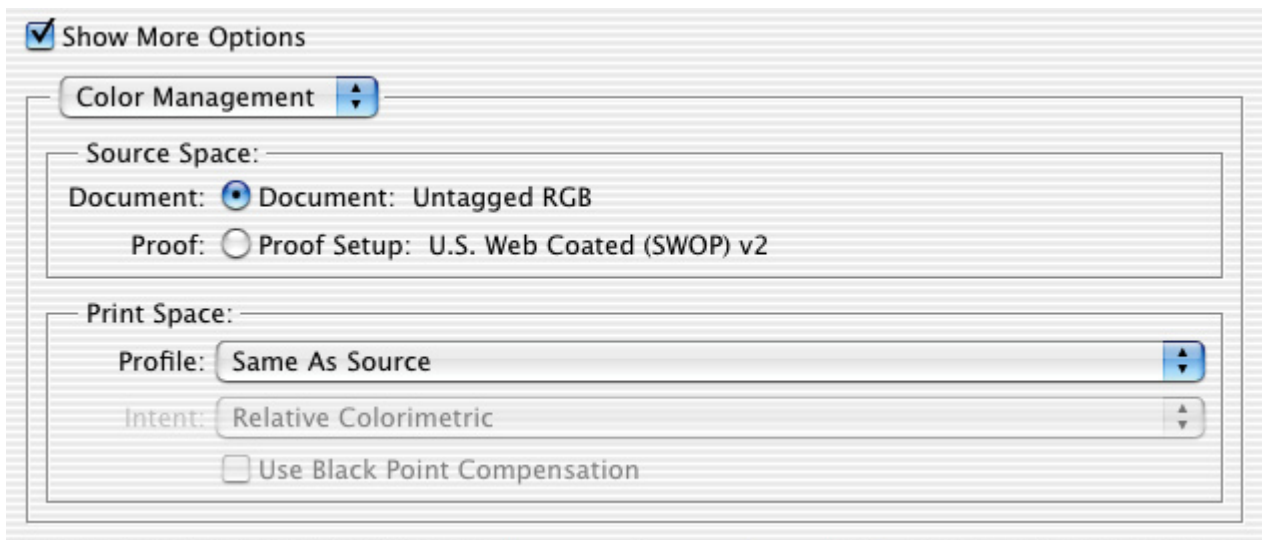 Show More Options
Color Management
Source Space:
Document: Document: Untagged RGB
Proof: Proof Setup: U.S. Web Coated (SWOP) v2
Print Space:
Profile: Same As Source
Intent: Relative Colorimetric
Use Black Point Compensation